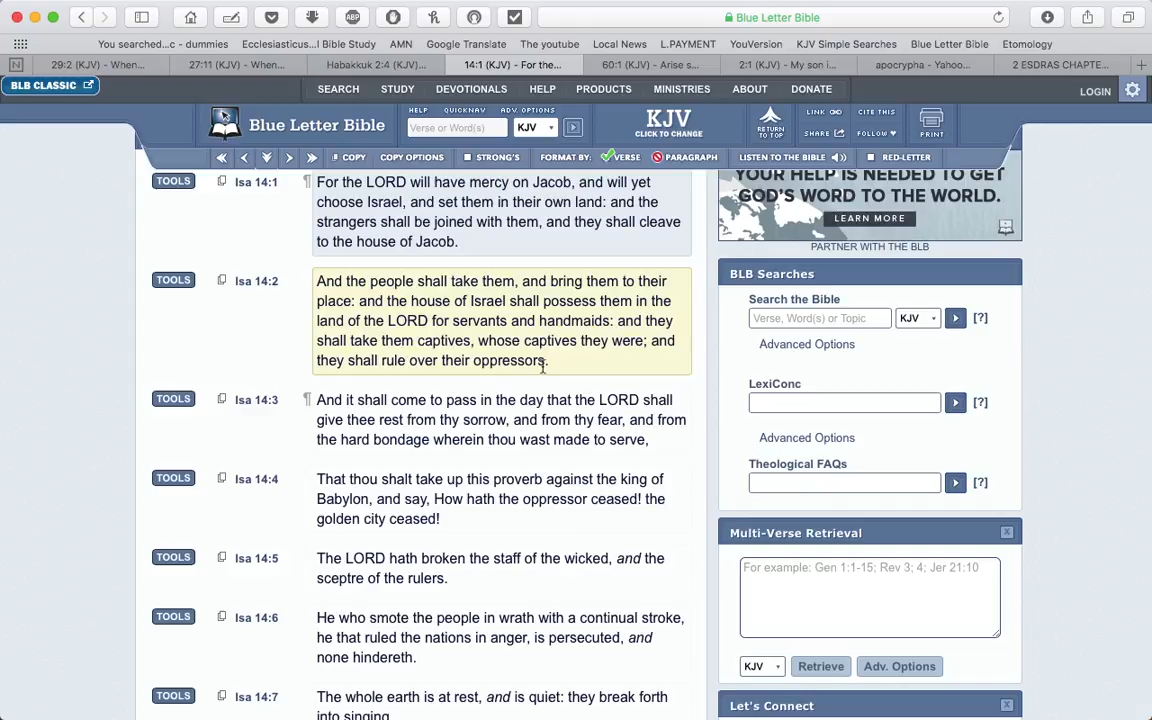 Blue Letter Bible
You searched...c - dummies
Ecclesiasticus...l Bible Study
AMN
Google Translate
The youtube
Local News
L.PAYMENT
YouVersion
KJV Simple Searches
Blue Letter Bible
Etomology
29:2 (KJV) - When...
27:11 (KJV) - When...
Habakkuk 2:4 (KJV)...
14:1 (KJV) - For the...
60:1 (KJV) - Arise s...
2:1 (KJV) - My son i...
apocrypha - Yahoo...
2 ESDRAS CHAPTE...
BLB CLASSIC
SEARCH
STUDY
DEVOTIONALS
HELP
PRODUCTS
MINISTRIES
ABOUT
DONATE
LOGIN
Blue Letter Bible
HELP
QUICKNAV
ADV. OPTIONS
Verse or Word(s)
KJV
KJV
CLICK TO CHANGE
RETURN
TO TOP
LINK
CITE THIS
SHARE
FOLLOW
PRINT
COPY
COPY OPTIONS
STRONG'S
FORMAT BY:
VERSE
PARAGRAPH
LISTEN TO THE BIBLE
RED-LETTER
TOOLS
Isa 14:1
¶ For the LORD will have mercy on Jacob, and will yet
choose Israel, and set them in their own land: and the
strangers shall be joined with them, and they shall cleave
to the house of Jacob.
TOOLS
Isa 14:2
And the people shall take them, and bring them to their
place: and the house of Israel shall possess them in the
land of the LORD for servants and handmaids: and they
shall take them captives, whose captives they were; and
they shall rule over their oppressors.
TOOLS
Isa 14:3
¶ And it shall come to pass in the day that the LORD shall
give thee rest from thy sorrow, and from thy fear, and from
the hard bondage wherein thou wast made to serve,
TOOLS
Isa 14:4
That thou shalt take up this proverb against the king of
Babylon, and say, How hath the oppressor ceased! the
golden city ceased!
TOOLS
Isa 14:5
The LORD hath broken the staff of the wicked, and the
sceptre of the rulers.
TOOLS
Isa 14:6
He who smote the people in wrath with a continual stroke,
he that ruled the nations in anger, is persecuted, and
none hindereth.
TOOLS
Isa 14:7
The whole earth is at rest, and is quiet: they break forth
into singing.
YOUR HELP IS NEEDED TO GET
GOD'S WORD TO THE WORLD.
LEARN MORE
PARTNER WITH THE BLB
BLB Searches
Search the Bible
Verse, Word(s) or Topic
KJV
[?]
Advanced Options
LexiConc
[?]
Advanced Options
Theological FAQs
[?]
Multi-Verse Retrieval
x
For example: Gen 1:1-15; Rev 3; 4; Jer 21:10
KJV
Retrieve
Adv. Options
Let's Connect
x